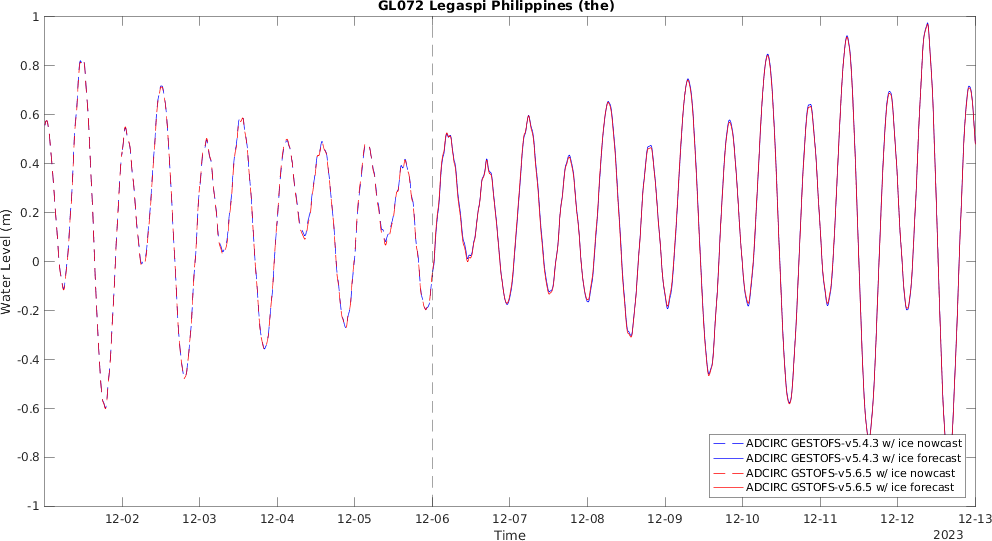 GL072 Legaspi Philippines (the)
1
0.8
0.6
0.4
0.2
0
-0.2
-0.4
-0.6
-0.8
-1
Water Level (m)
ADCIRC GESTOFS-v5.4.3 w/ ice nowcast
ADCIRC GESTOFS-v5.4.3 w/ ice forecast
ADCIRC GSTOFS-v5.6.5 w/ ice nowcast
ADCIRC GSTOFS-v5.6.5 w/ ice forecast
12-02 12-03 12-04 12-05 12-06 12-07 12-08 12-09 12-10 12-11 12-12 12-13
Time
2023